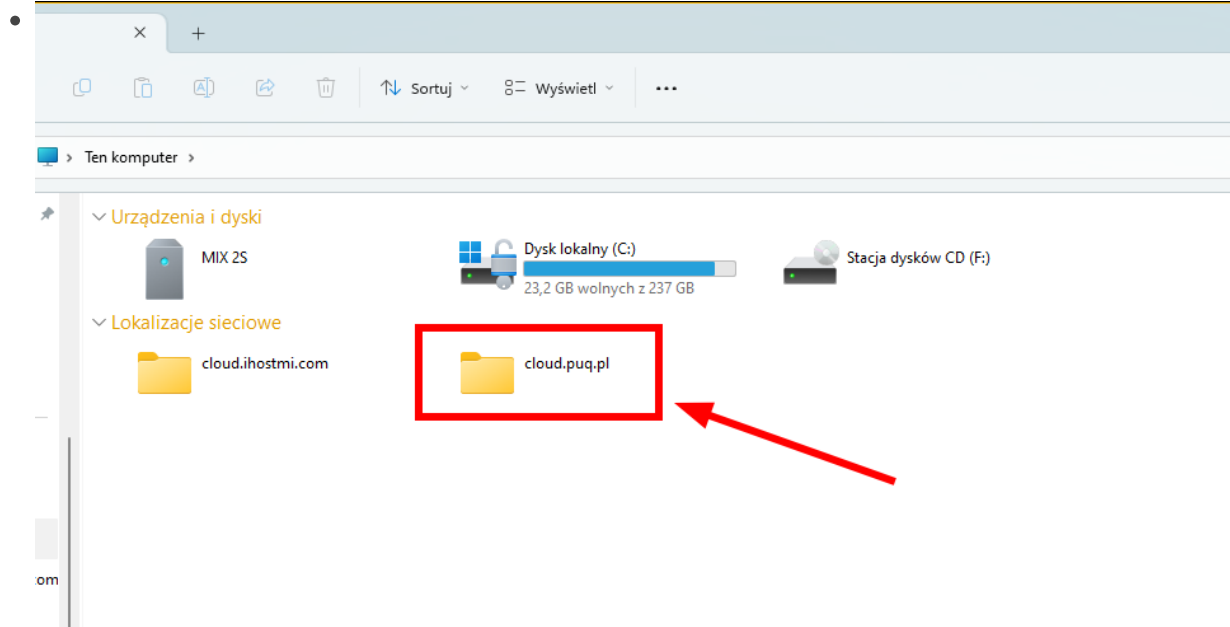 Sortuj
Wyświetl
Ten komputer
Urządzenia i dyski
MIX 2S
Dysk lokalny (C:)
23,2 GB wolnych z 237 GB
Stacja dysków CD (F:)
Lokalizacje sieciowe
cloud.ihostmi.com
cloud.puq.pl
com